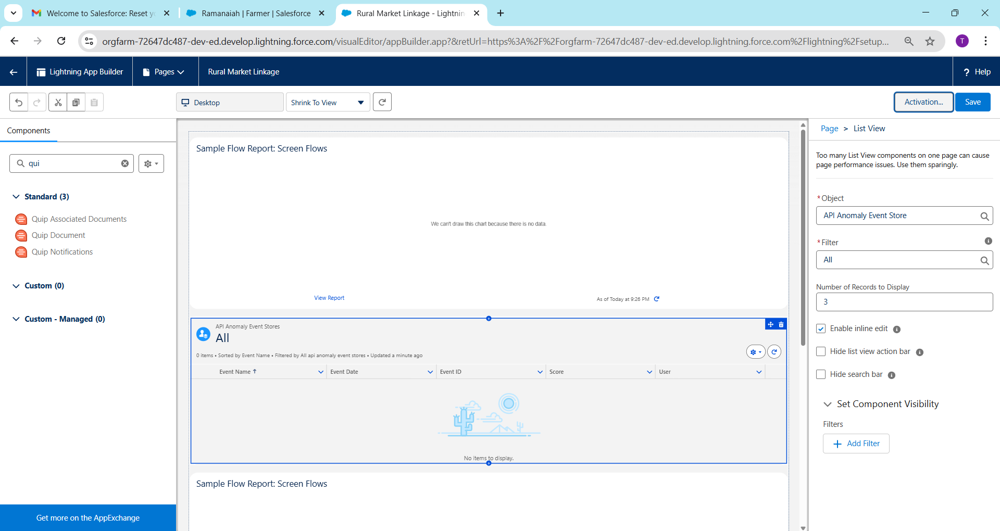 Welcome to Salesforce: Reset yo
Ramanaiah | Farmer | Salesforce
Rural Market Linkage - Lightnin
orgfarm-72647dc487-dev-ed.develop.lightning.force.com/visualEditor/appBuilder.app?&retUrl=https%3A%2F%2Forgfarm-72647dc487-dev-ed.develop.lightning.force.com%2Flightning%2Fsetup...
T
Lightning App Builder
Pages
Rural Market Linkage
? Help
Desktop
Shrink To View
Activation...
Save
Components
qui
Standard (3)
Quip Associated Documents
Quip Document
Quip Notifications
Custom (0)
Custom - Managed (0)
Get more on the AppExchange
Sample Flow Report: Screen Flows
We can't draw this chart because there is no data.
View Report
As of Today at 9:26 PM
API Anomaly Event Stores
All
0 items • Sorted by Event Name • Filtered by All api anomaly event stores • Updated a minute ago
Event Name ↑
Event Date
Event ID
Score
User
No items to display.
Sample Flow Report: Screen Flows
Page > List View
Too many List View components on one page can cause
page performance issues. Use them sparingly.
*Object
API Anomaly Event Store
*Filter
All
Number of Records to Display
3
Enable inline edit
Hide list view action bar
Hide search bar
Set Component Visibility
Filters
+ Add Filter